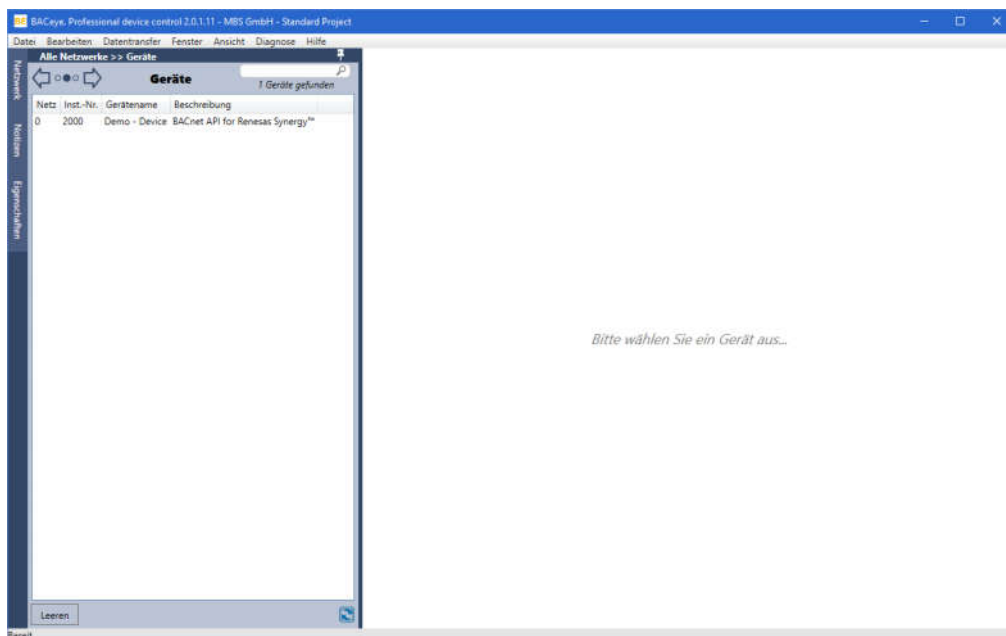 BE BACeye, Professional device control 2.0.1.11 - MBS GmbH - Standard Project
Datei Bearbeiten Datentransfer Fenster Ansicht Diagnose Hilfe
Netzwerk
Notizen
Eigenschaften
Alle Netzwerke >> Geräte
Geräte
1 Geräte gefunden
Netz Inst.-Nr. Gerätename Beschreibung
0 2000 Demo - Device BACnet API for Renesas Synergy™
Bitte wählen Sie ein Gerät aus...
Leeren
Bereit